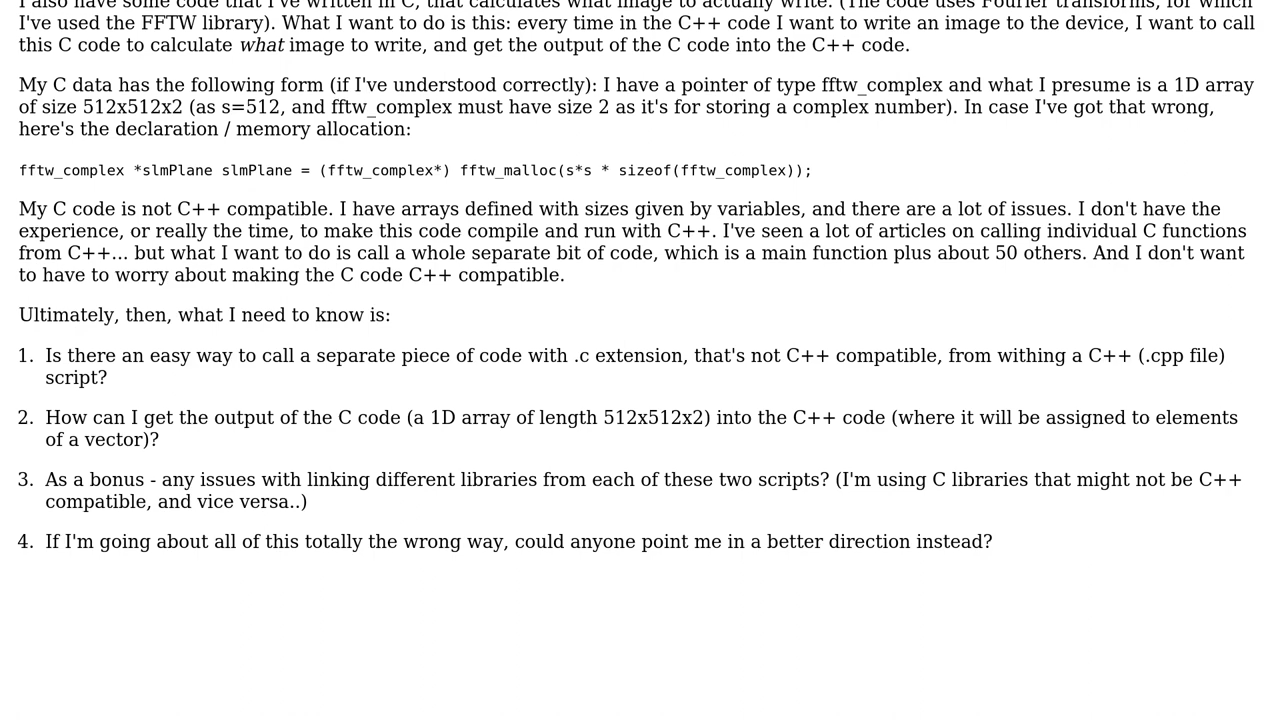 I also have some code that I've written in C, that calculates what image to actually write. (The code uses Fourier transforms, for which
I've used the FFTW library). What I want to do is this: every time in the C++ code I want to write an image to the device, I want to call
this C code to calculate what image to write, and get the output of the C code into the C++ code.
My C data has the following form (if I've understood correctly): I have a pointer of type fftw_complex and what I presume is a 1D array
of size 512x512x2 (as s=512, and fftw_complex must have size 2 as it's for storing a complex number). In case I've got that wrong,
here's the declaration / memory allocation:
fftw_complex *slmPlane slmPlane = (fftw_complex*) fftw_malloc(s*s * sizeof(fftw_complex));
My C code is not C++ compatible. I have arrays defined with sizes given by variables, and there are a lot of issues. I don't have the
experience, or really the time, to make this code compile and run with C++. I've seen a lot of articles on calling individual C functions
from C++... but what I want to do is call a whole separate bit of code, which is a main function plus about 50 others. And I don't want
to have to worry about making the C code C++ compatible.
Ultimately, then, what I need to know is:
1. Is there an easy way to call a separate piece of code with .c extension, that's not C++ compatible, from withing a C++ (.cpp file)
script?
2. How can I get the output of the C code (a 1D array of length 512x512x2) into the C++ code (where it will be assigned to elements
of a vector)?
3. As a bonus - any issues with linking different libraries from each of these two scripts? (I'm using C libraries that might not be C++
compatible, and vice versa..)
4. If I'm going about all of this totally the wrong way, could anyone point me in a better direction instead?